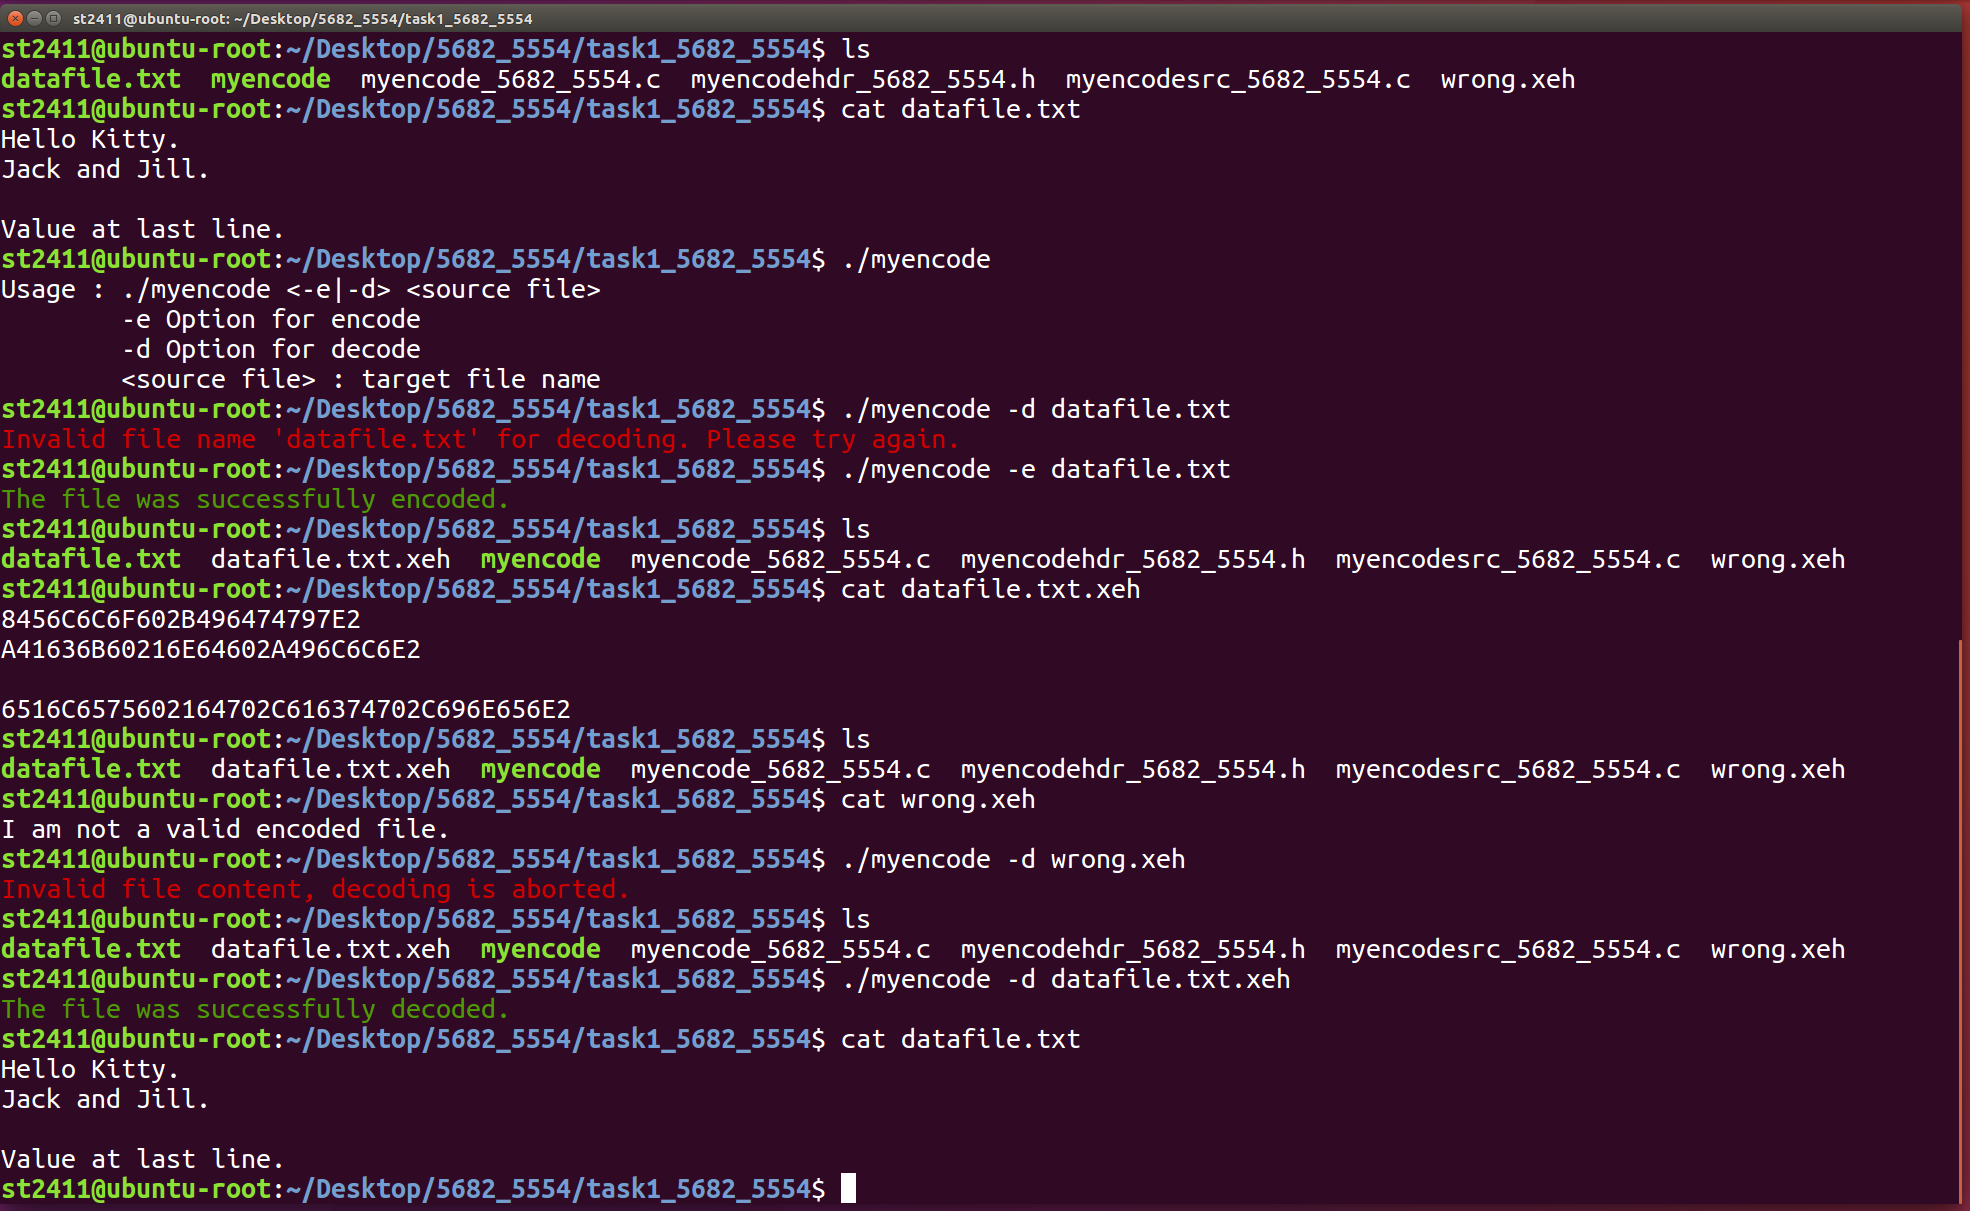 st2411@ubuntu-root: ~/Desktop/5682_5554/task1_5682_5554
st2411@ubuntu-root:~/Desktop/5682_5554/task1_5682_5554$ ls
datafile.txt  myencode  myencode_5682_5554.c  myencodehdr_5682_5554.h  myencodesrc_5682_5554.c  wrong.xeh
st2411@ubuntu-root:~/Desktop/5682_5554/task1_5682_5554$ cat datafile.txt
Hello Kitty.
Jack and Jill.

Value at last line.
st2411@ubuntu-root:~/Desktop/5682_5554/task1_5682_5554$ ./myencode
Usage : ./myencode <-e|-d> <source file>
        -e Option for encode
        -d Option for decode
        <source file> : target file name
st2411@ubuntu-root:~/Desktop/5682_5554/task1_5682_5554$ ./myencode -d datafile.txt
Invalid file name 'datafile.txt' for decoding. Please try again.
st2411@ubuntu-root:~/Desktop/5682_5554/task1_5682_5554$ ./myencode -e datafile.txt
The file was successfully encoded.
st2411@ubuntu-root:~/Desktop/5682_5554/task1_5682_5554$ ls
datafile.txt  datafile.txt.xeh  myencode  myencode_5682_5554.c  myencodehdr_5682_5554.h  myencodesrc_5682_5554.c  wrong.xeh
st2411@ubuntu-root:~/Desktop/5682_5554/task1_5682_5554$ cat datafile.txt.xeh
8456C6C6F602B496474797E2
A41636B60216E64602A496C6C6E2

6516C6575602164702C616374702C696E656E2
st2411@ubuntu-root:~/Desktop/5682_5554/task1_5682_5554$ ls
datafile.txt  datafile.txt.xeh  myencode  myencode_5682_5554.c  myencodehdr_5682_5554.h  myencodesrc_5682_5554.c  wrong.xeh
st2411@ubuntu-root:~/Desktop/5682_5554/task1_5682_5554$ cat wrong.xeh
I am not a valid encoded file.
st2411@ubuntu-root:~/Desktop/5682_5554/task1_5682_5554$ ./myencode -d wrong.xeh
Invalid file content, decoding is aborted.
st2411@ubuntu-root:~/Desktop/5682_5554/task1_5682_5554$ ls
datafile.txt  datafile.txt.xeh  myencode  myencode_5682_5554.c  myencodehdr_5682_5554.h  myencodesrc_5682_5554.c  wrong.xeh
st2411@ubuntu-root:~/Desktop/5682_5554/task1_5682_5554$ ./myencode -d datafile.txt.xeh
The file was successfully decoded.
st2411@ubuntu-root:~/Desktop/5682_5554/task1_5682_5554$ cat datafile.txt
Hello Kitty.
Jack and Jill.

Value at last line.
st2411@ubuntu-root:~/Desktop/5682_5554/task1_5682_5554$